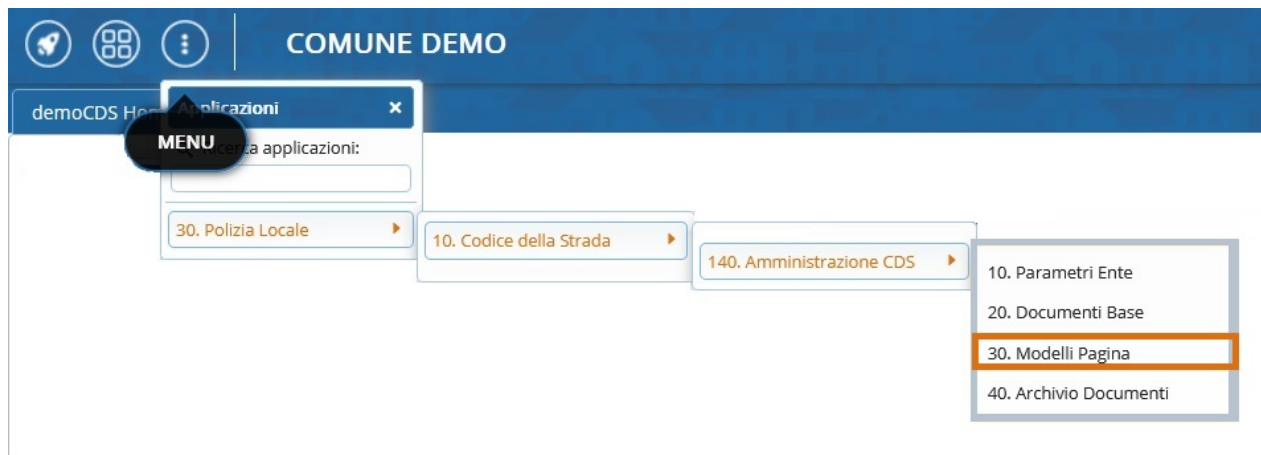 COMUNE DEMO
demoCDS
Applicazioni ×
MENU
applicazioni:
30. Polizia Locale
10. Codice della Strada
140. Amministrazione CDS
10. Parametri Ente
20. Documenti Base
30. Modelli Pagina
40. Archivio Documenti